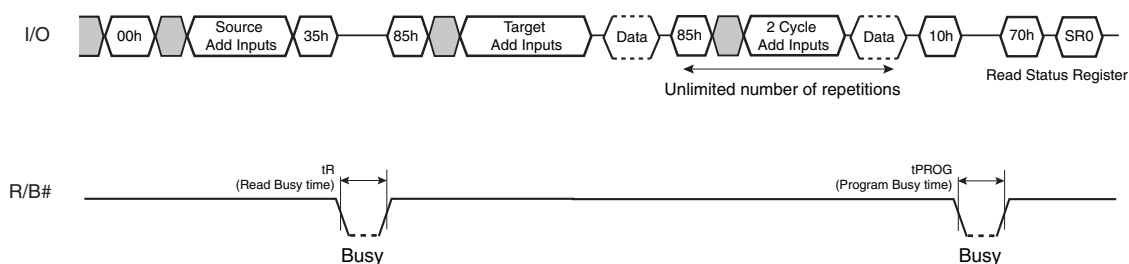 I/O
00h
Source
Add Inputs
35h
85h
Target
Add Inputs
Data
85h
2 Cycle
Add Inputs
Data
10h
70h
SR0
Unlimited number of repetitions
Read Status Register
R/B#
tR
(Read Busy time)
Busy
tPROG
(Program Busy time)
Busy